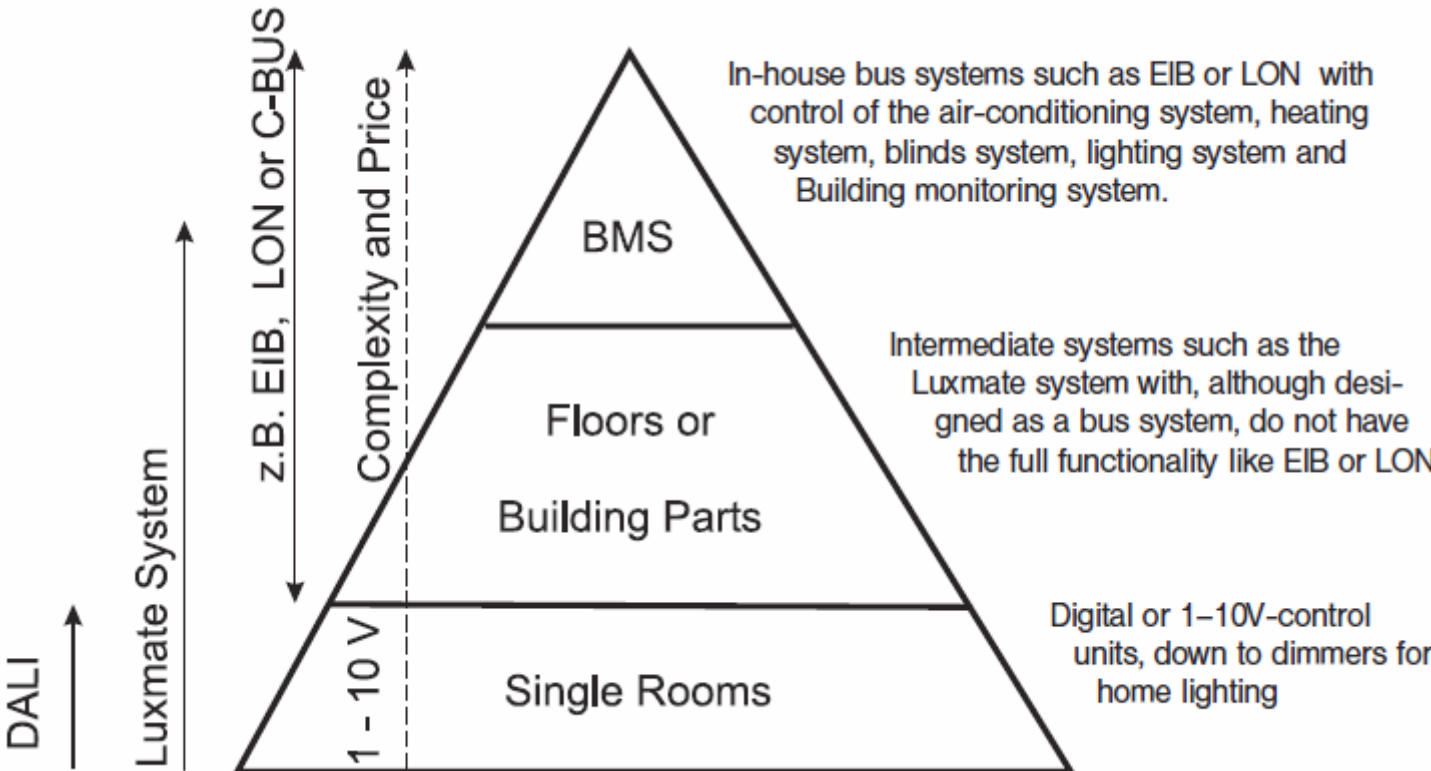 z.B. EIB, LON or C-BUS
Complexity and Price
Luxmate System
DALI
1 - 10 V
BMS
Floors or
Building Parts
Single Rooms
In-house bus systems such as EIB or LON with
control of the air-conditioning system, heating
system, blinds system, lighting system and
Building monitoring system.
Intermediate systems such as the
Luxmate system with, although desi-
gned as a bus system, do not have
the full functionality like EIB or LON
Digital or 1–10V-control
units, down to dimmers for
home lighting